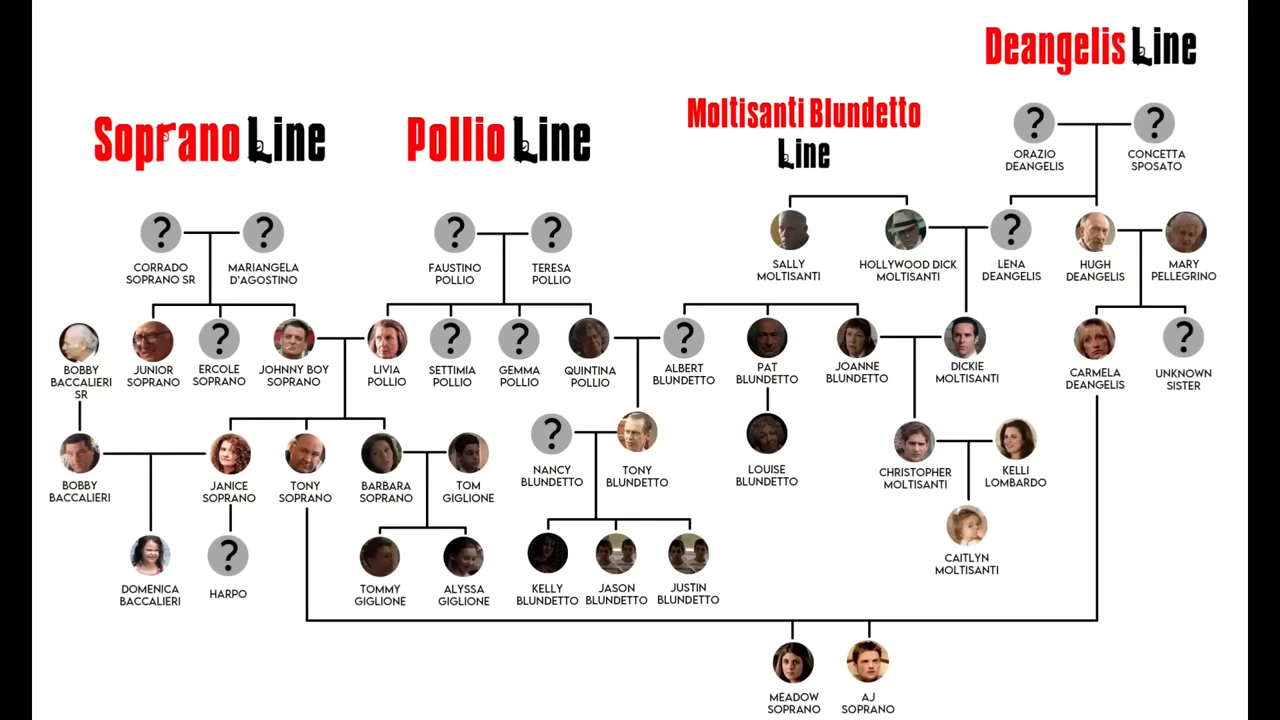 Deangelis Line
Moltisanti Blundetto
Line
Soprano Line
Pollio Line
?
?
ORAZIO
DEANGELIS
CONCETTA
SPOSATO
?
?
?
?
?
CORRADO
SOPRANO SR
MARIANGELA
D'AGOSTINO
FAUSTINO
POLLIO
TERESA
POLLIO
SALLY
MOLTISANTI
HOLLYWOOD DICK
MOLTISANTI
LENA
DEANGELIS
HUGH
DEANGELIS
MARY
PELLEGRINO
?
?
?
?
?
BOBBY
BACCALIERI
SR
JUNIOR
SOPRANO
ERCOLE
SOPRANO
JOHNNY BOY
SOPRANO
LIVIA
POLLIO
SETTIMIA
POLLIO
GEMMA
POLLIO
QUINTINA
POLLIO
ALBERT
BLUNDETTO
PAT
BLUNDETTO
JOANNE
BLUNDETTO
DICKIE
MOLTISANTI
CARMELA
DEANGELIS
UNKNOWN
SISTER
?
BOBBY
BACCALIERI
JANICE
SOPRANO
TONY
SOPRANO
BARBARA
SOPRANO
TOM
GIGLIONE
NANCY
BLUNDETTO
TONY
BLUNDETTO
LOUISE
BLUNDETTO
CHRISTOPHER
MOLTISANTI
KELLI
LOMBARDO
?
DOMENICA
BACCALIERI
HARPO
TOMMY
GIGLIONE
ALYSSA
GIGLIONE
KELLY
BLUNDETTO
JASON
BLUNDETTO
JUSTIN
BLUNDETTO
CAITLYN
MOLTISANTI
MEADOW
SOPRANO
AJ
SOPRANO